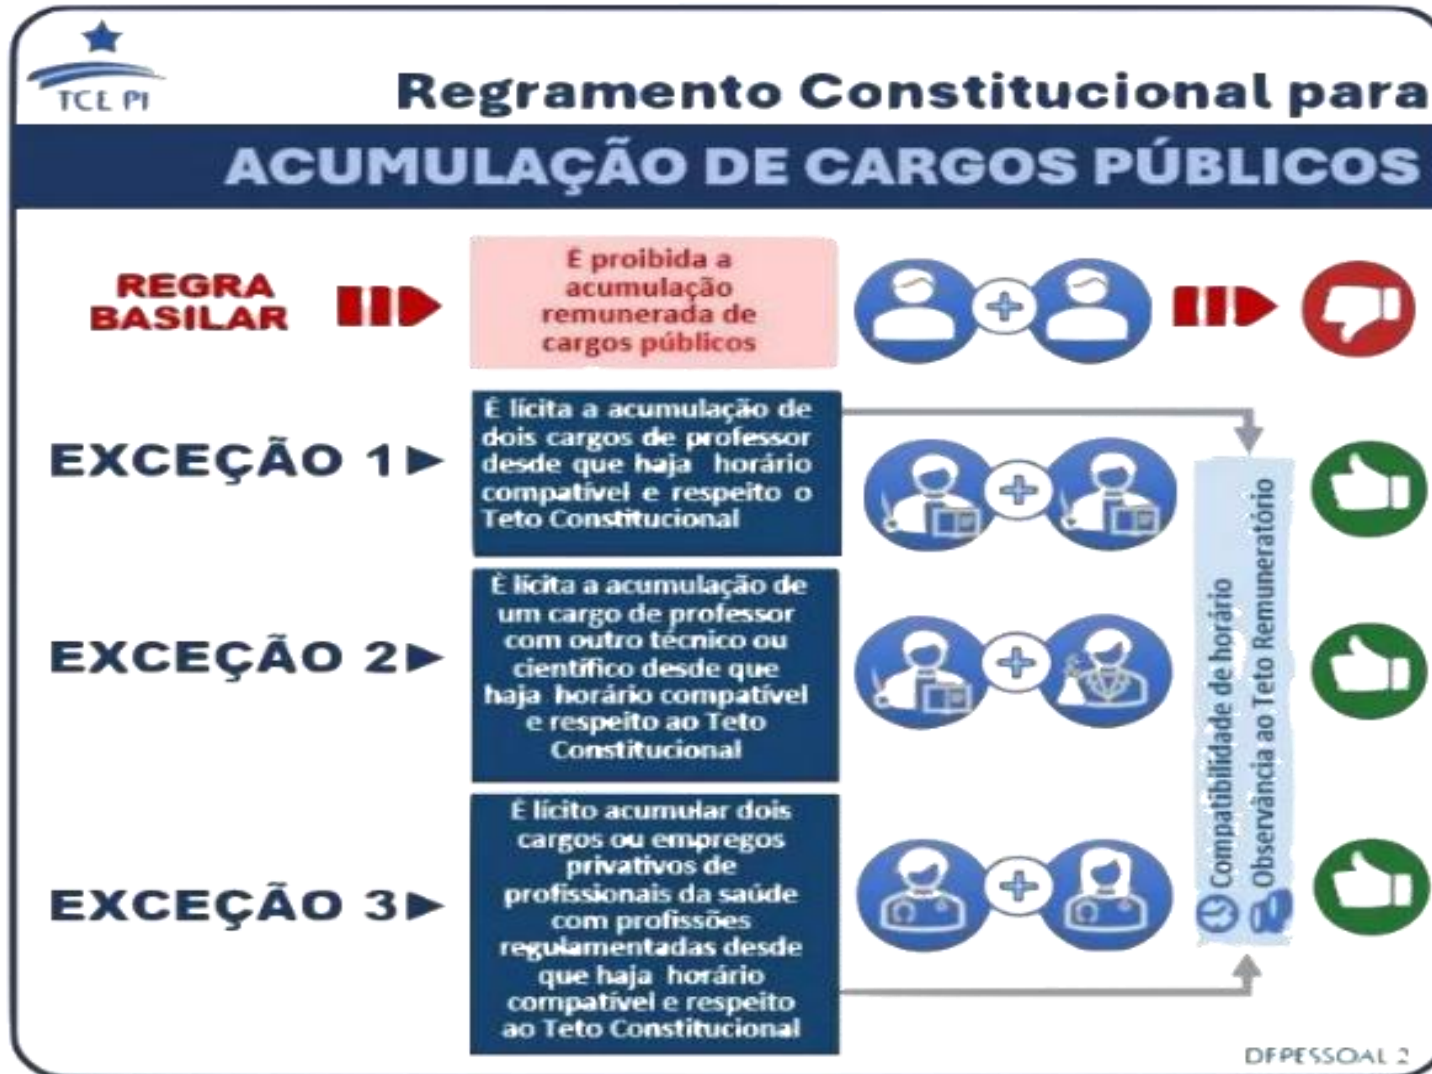 TCE PI
Regramento Constitucional para
ACUMULAÇÃO DE CARGOS PÚBLICOS
REGRA
BASILAR
É proibida a
acumulação
remunerada de
cargos públicos
EXCEÇÃO 1
É lícita a acumulação de
dois cargos de professor
desde que haja horário
compatível e respeito o
Teto Constitucional
EXCEÇÃO 2
È lícita a acumulação de
um cargo de professor
com outro técnico ou
científico desde que
haja horário compatível
e respeito ao Teto
Constitucional
EXCEÇÃO 3
É lícito acumular dois
cargos ou empregos
privativos de
profissionais da saúde
com profissões
regulamentadas desde
que haja horário
compatível e respeito
ao Teto Constitucional
Compatibilidade de horário
Observância ao Teto Remuneratório
DFPESSOAL 2